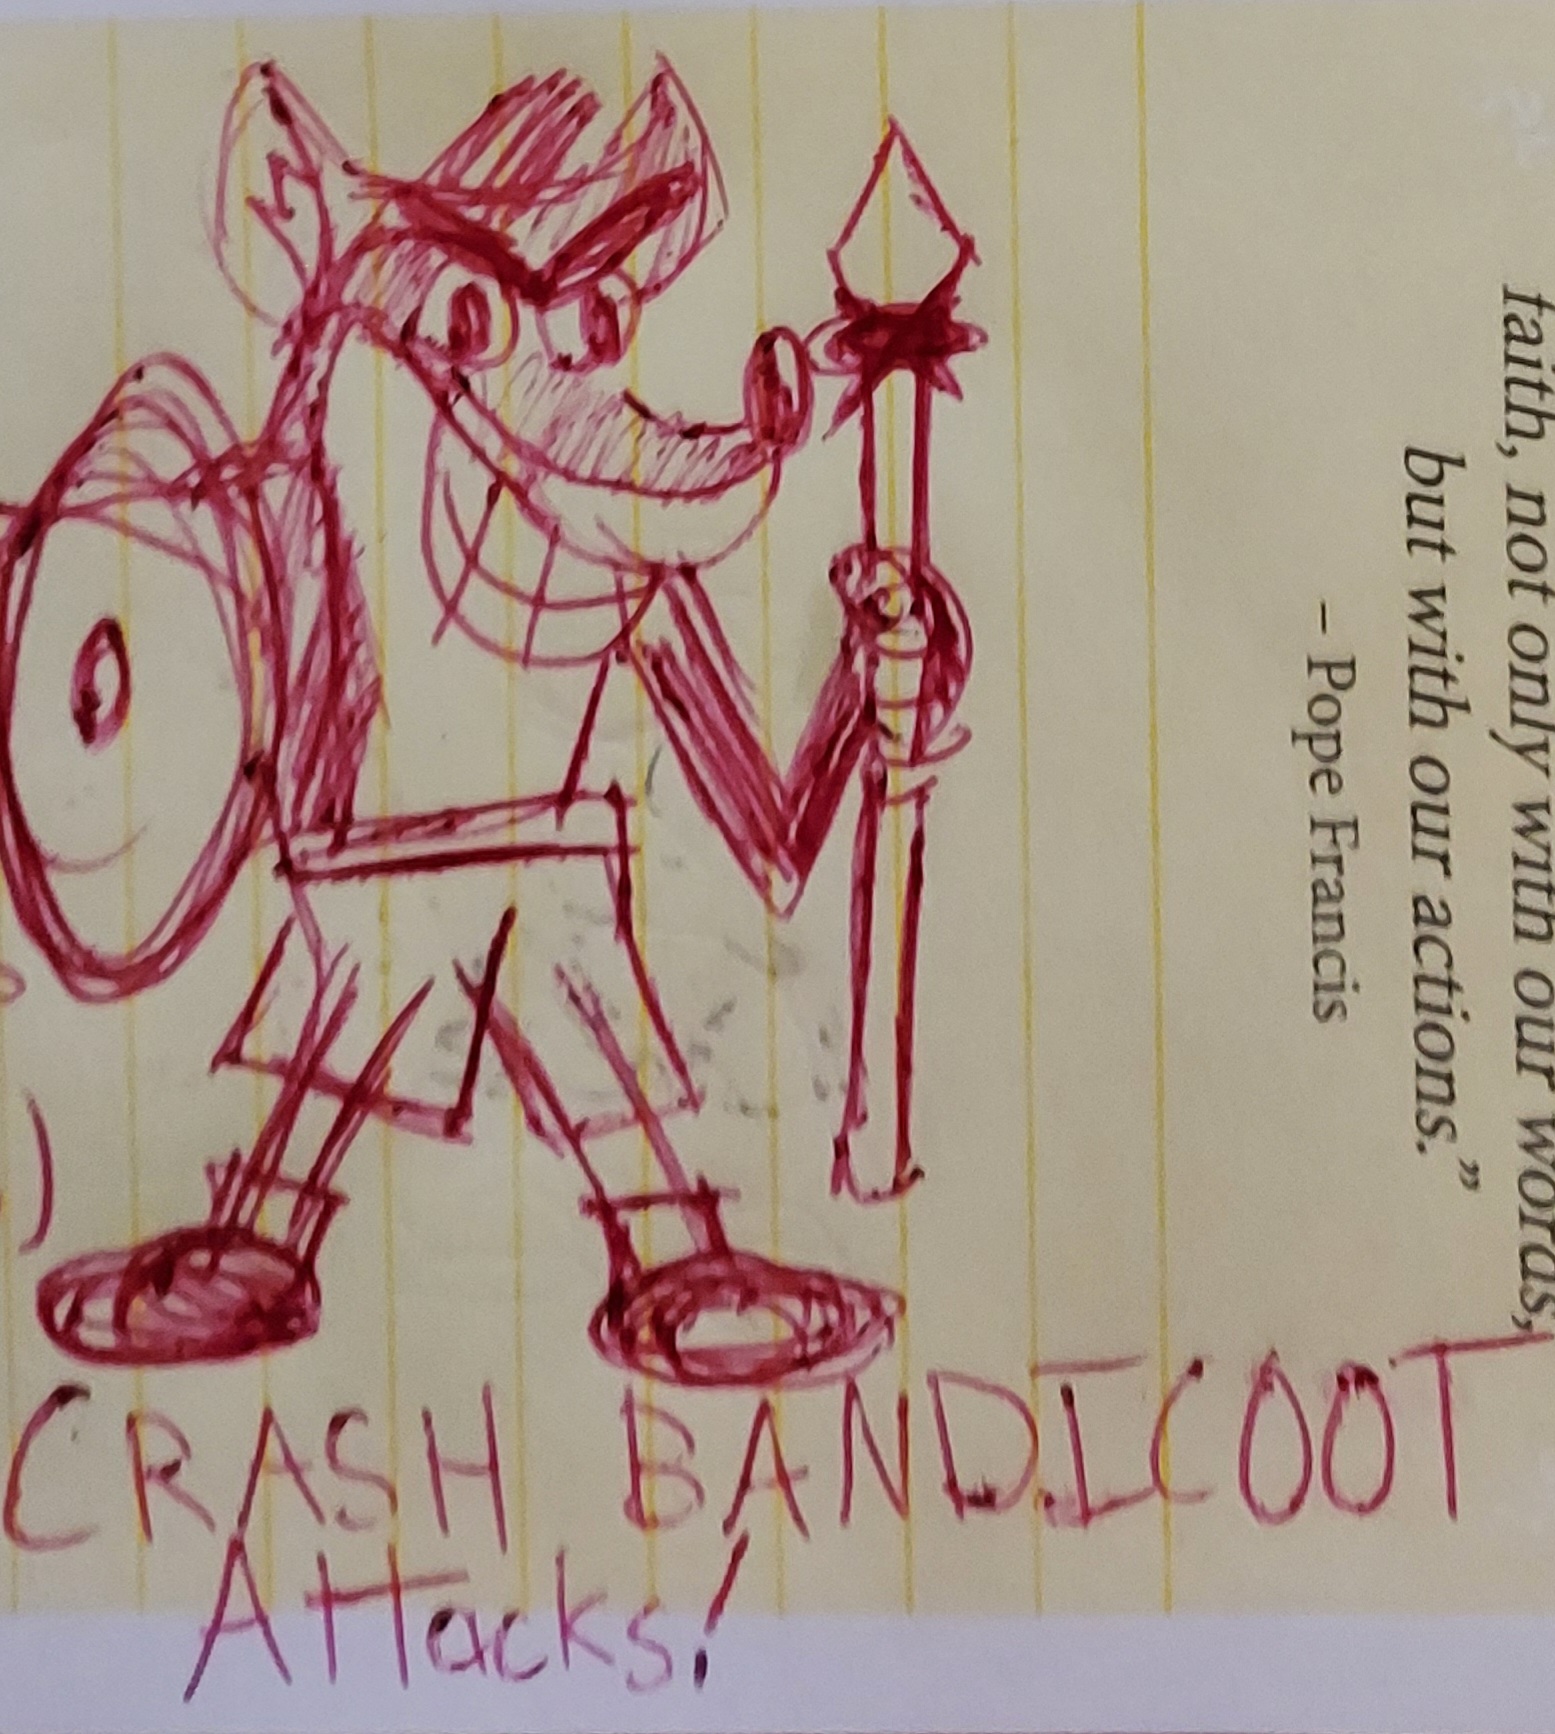 CRASH BANDICOOT
Attacks!
faith, not only with our words,
but with our actions.”
– Pope Francis